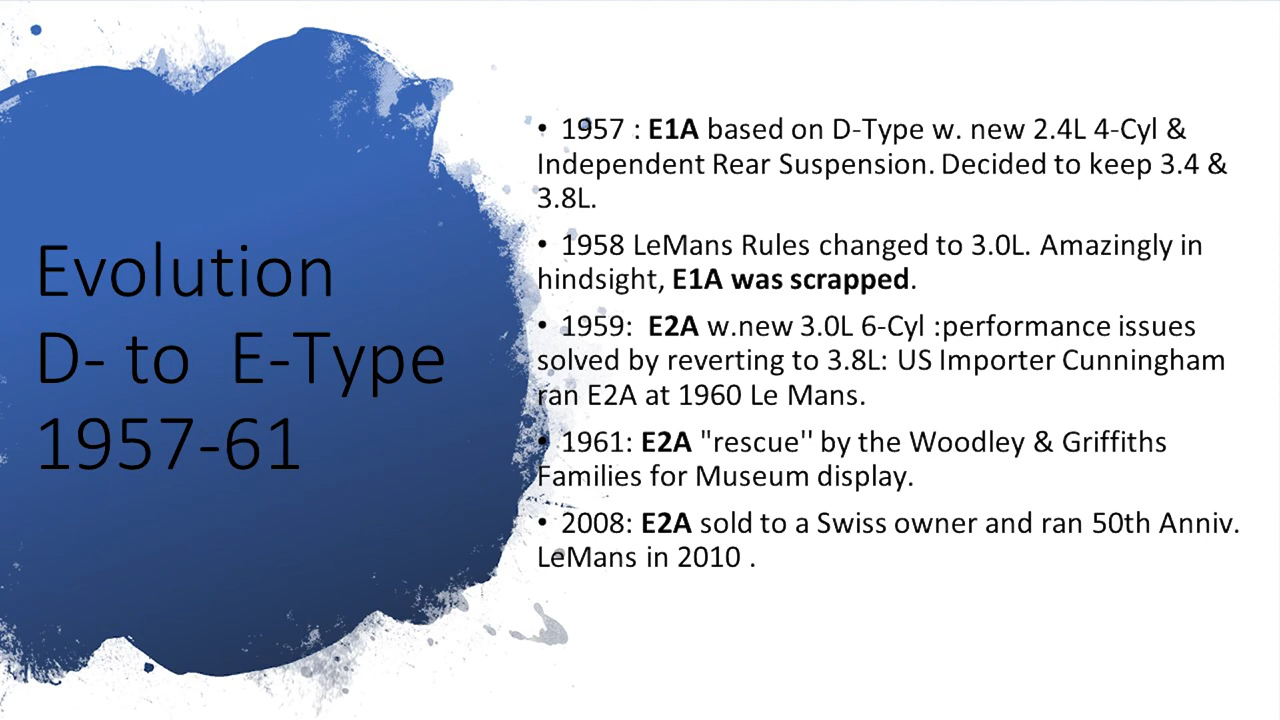 Evolution
D- to  E-Type
1957-61
•  1957 : E1A based on D-Type w. new 2.4L 4-Cyl &
Independent Rear Suspension. Decided to keep 3.4 &
3.8L.
•  1958 LeMans Rules changed to 3.0L. Amazingly in
hindsight, E1A was scrapped.
•  1959:  E2A w.new 3.0L 6-Cyl :performance issues
solved by reverting to 3.8L: US Importer Cunningham
ran E2A at 1960 Le Mans.
•  1961: E2A "rescue'' by the Woodley & Griffiths
Families for Museum display.
•  2008: E2A sold to a Swiss owner and ran 50th Anniv.
LeMans in 2010 .